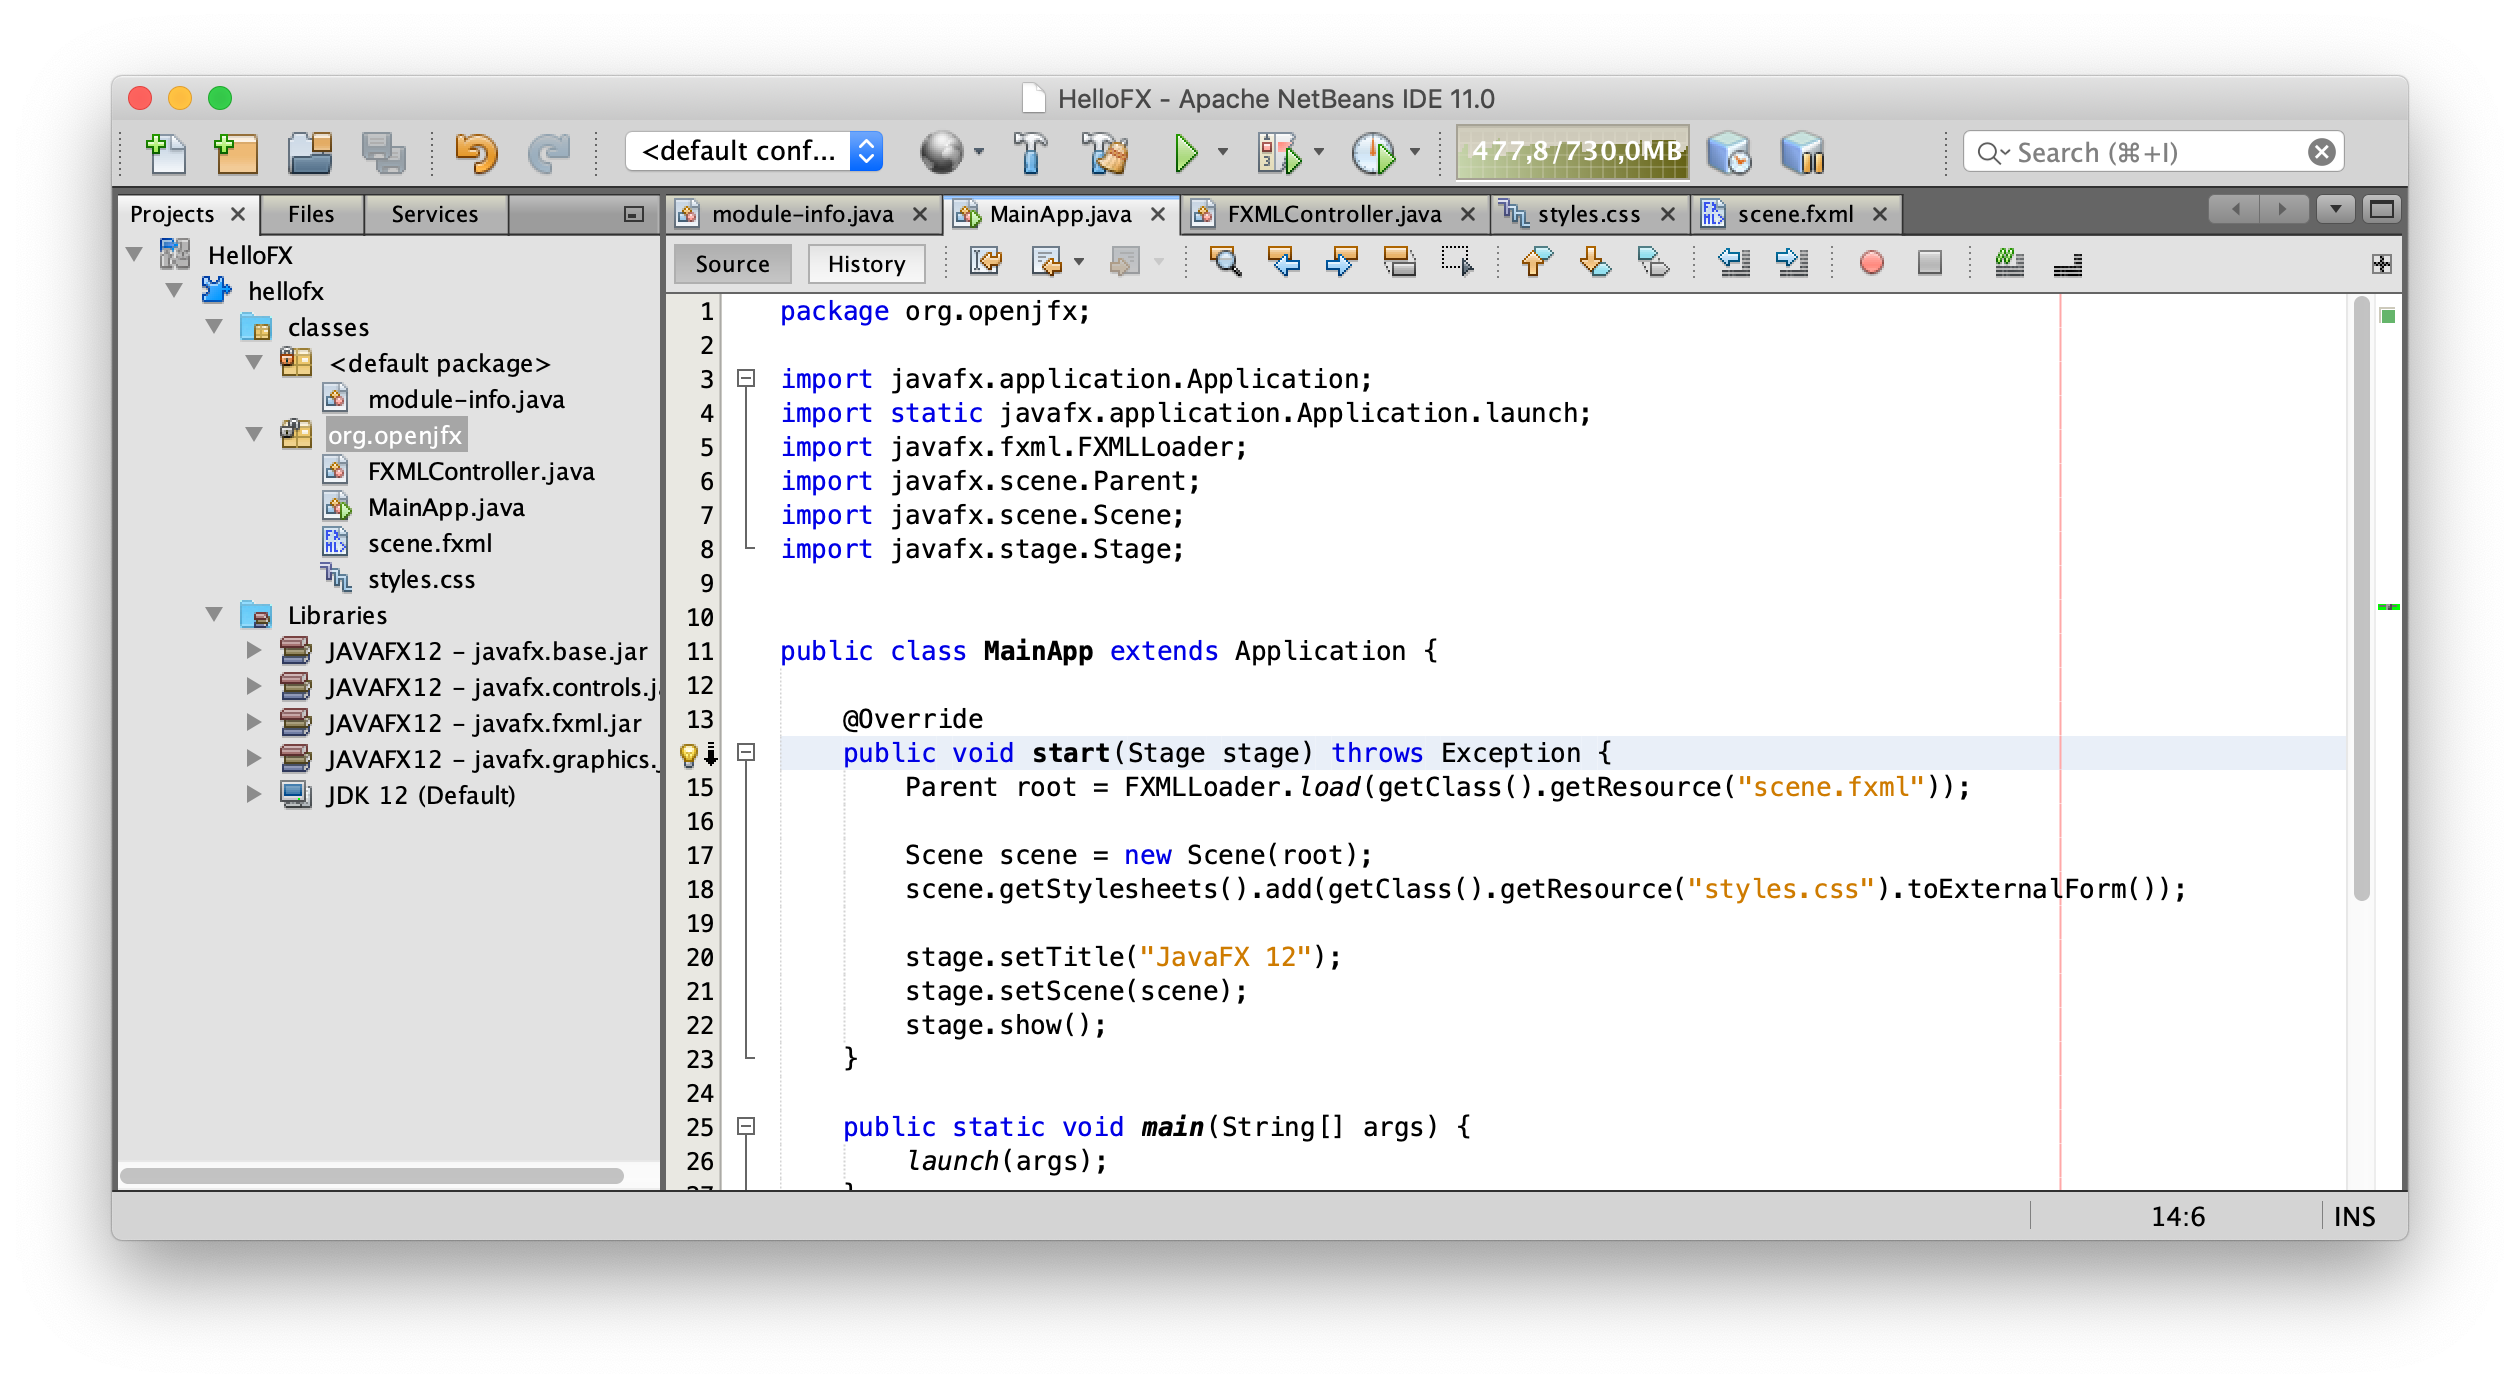 HelloFX - Apache NetBeans IDE 11.0
<default conf...
477,8/730,0MB
Search (⌘+I)
Projects
Files
Services
HelloFX
hellofx
classes
<default package>
module-info.java
org.openjfx
FXMLController.java
MainApp.java
scene.fxml
styles.css
Libraries
JAVAFX12 - javafx.base.jar
JAVAFX12 - javafx.controls.j
JAVAFX12 - javafx.fxml.jar
JAVAFX12 - javafx.graphics.
JDK 12 (Default)
module-info.java MainApp.java FXMLController.java styles.css scene.fxml
Source History
1 package org.openjfx;
2
3 import javafx.application.Application;
4 import static javafx.application.Application.launch;
5 import javafx.fxml.FXMLLoader;
6 import javafx.scene.Parent;
7 import javafx.scene.Scene;
8 import javafx.stage.Stage;
9
10
11 public class MainApp extends Application {
12
13 @Override
public void start(Stage stage) throws Exception {
15 Parent root = FXMLLoader.load(getClass().getResource("scene.fxml"));
16
17 Scene scene = new Scene(root);
18 scene.getStylesheets().add(getClass().getResource("styles.css").toExternalForm());
19
20 stage.setTitle("JavaFX 12");
21 stage.setScene(scene);
22 stage.show();
23 }
24
25 public static void main(String[] args) {
26 launch(args);
14:6 INS